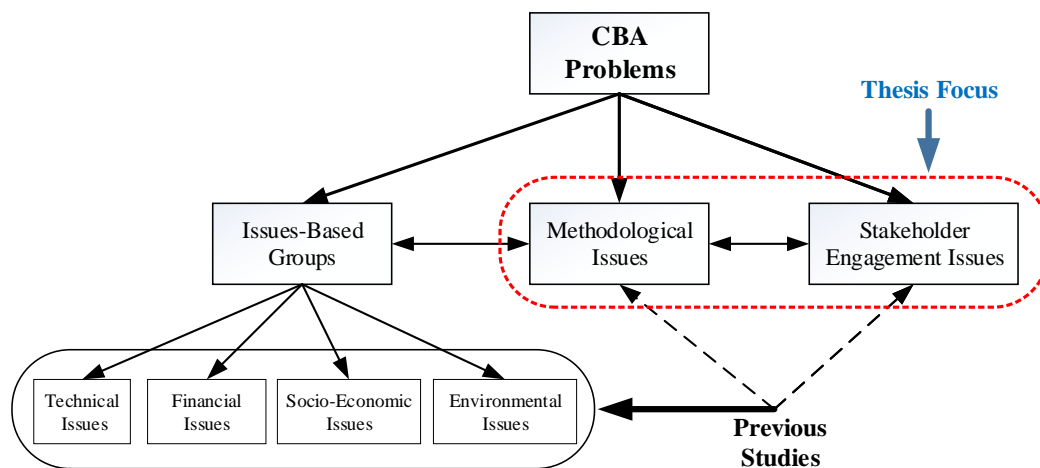 CBA
Problems
Thesis Focus
Issues-Based
Groups
Methodological
Issues
Stakeholder
Engagement Issues
Technical
Issues
Financial
Issues
Socio-Economic
Issues
Environmental
Issues
Previous
Studies